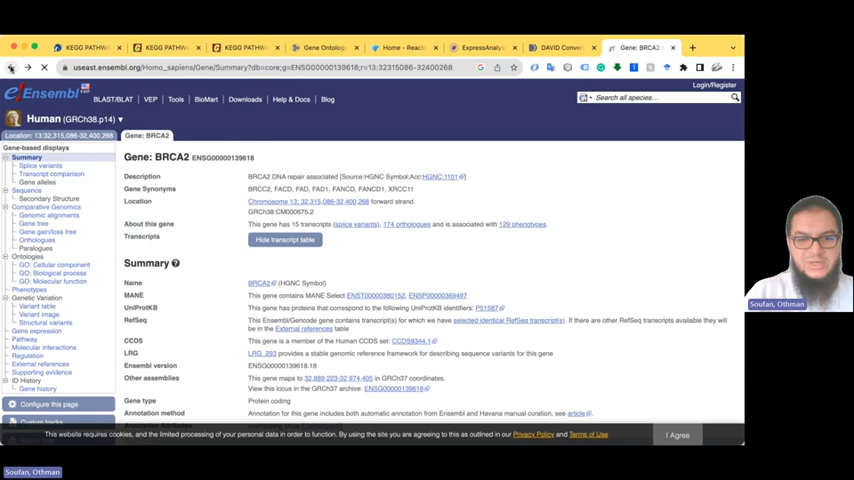 KEGG PATHWA
KEGG PATHWA
KEGG PATHWA
Gene Ontolog
Home - React
ExpressAnaly
DAVID Conver
Gene: BRCA2
useast.ensembl.org/Homo_sapiens/Gene/Summary?db=core;g=ENSG00000139618;r=13:32315086-32400268
e!Ensembl
BLAST/BLAT VEP Tools BioMart Downloads Help & Docs Blog
Login/Register
Search all species...
Human (GRCh38.p14) ▼
Location: 13:32,315,086-32,400,268
Gene: BRCA2
Gene-based displays
Summary
Splice variants
Transcript comparison
Gene alleles
Sequence
Secondary Structure
Comparative Genomics
Genomic alignments
Gene tree
Gene gain/loss tree
Orthologues
Paralogues
Ontologies
GO: Cellular component
GO: Biological process
GO: Molecular function
Phenotypes
Genetic Variation
Variant table
Variant image
Structural variants
Gene expression
Pathway
Molecular interactions
Regulation
External references
Supporting evidence
ID History
Gene history
Configure this page
Custom tracks
Gene: BRCA2 ENSG00000139618
Description BRCA2 DNA repair associated [Source:HGNC Symbol;Acc:HGNC:1101]
Gene Synonyms BRCC2, FACD, FAD, FAD1, FANCD, FANCD1, XRCC11
Location Chromosome 13: 32,315,086-32,400,268 forward strand.
GRCh38:CM000675.2
About this gene This gene has 15 transcripts (splice variants), 174 orthologues and is associated with 129 phenotypes.
Transcripts Hide transcript table
Summary ?
Name BRCA2 (HGNC Symbol)
MANE This gene contains MANE Select ENST00000380152, ENSP00000369497
UniProtKB This gene has proteins that correspond to the following UniProtKB identifiers: P51587
RefSeq This Ensembl/Gencode gene contains transcript(s) for which we have selected identical RefSeq transcript(s). If there are other RefSeq transcripts available they will
be in the External references table
CCDS This gene is a member of the Human CCDS set: CCDS9344.1
LRG LRG_293 provides a stable genomic reference framework for describing sequence variants for this gene
Ensembl version ENSG00000139618.18
Other assemblies This gene maps to 32,889,223-32,974,405 in GRCh37 coordinates.
View this locus in the GRCh37 archive: ENSG00000139618
Gene type Protein coding
Annotation method Annotation for this gene includes both automatic annotation from Ensembl and Havana manual curation, see article.
This website requires cookies, and the limited processing of your personal data in order to function. By using the site you are agreeing to this as outlined in our Privacy Policy and Terms of Use
I Agree
Soufan, Othman
Soufan, Othman